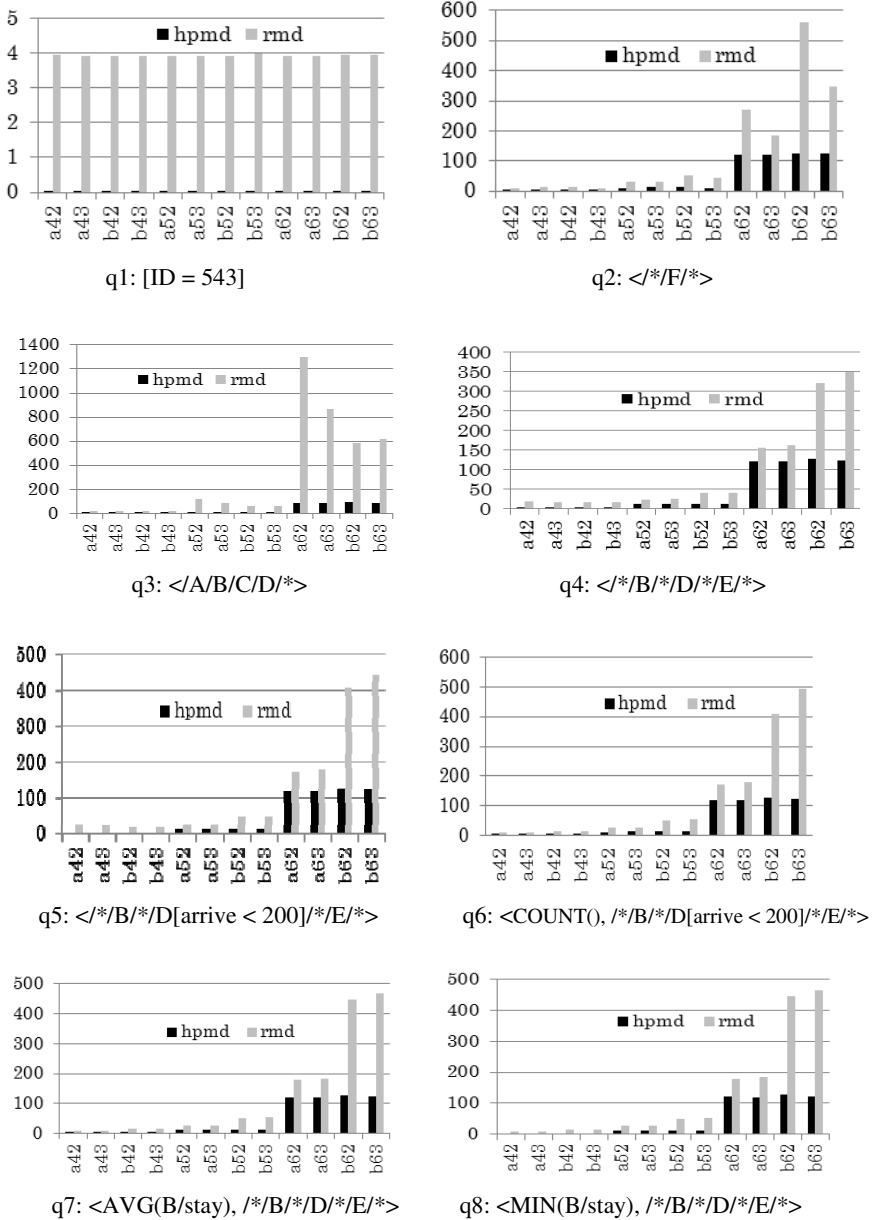 5
4
3
2
1
0
hpmd rmd
a42 a43 b42 b43 a52 a53 b52 b53 a62 a63 b62 b63
q1: [ID = 543]
600
500
400
300
200
100
0
hpmd rmd
a42 a43 b42 b43 a52 a53 b52 b53 a62 a63 b62 b63
q2: </*/F/*>
1400
1200
1000
800
600
400
200
0
hpmd rmd
a42 a43 b42 b43 a52 a53 b52 b53 a62 a63 b62 b63
q3: </A/B/C/D/*>
400
350
300
250
200
150
100
50
0
hpmd rmd
a42 a43 b42 b43 a52 a53 b52 b53 a62 a63 b62 b63
q4: </*/B/*/D/*/E/*>
500
400
300
200
100
0
hpmd rmd
a42 a43 b42 b43 a52 a53 b52 b53 a62 a63 b62 b63
q5: </*/B/*/D[arrive < 200]/*/E/*>
600
500
400
300
200
100
0
hpmd rmd
a42 a43 b42 b43 a52 a53 b52 b53 a62 a63 b62 b63
q6: <COUNT(), /*/B/*/D[arrive < 200]/*/E/*>
500
400
300
200
100
0
hpmd rmd
a42 a43 b42 b43 a52 a53 b52 b53 a62 a63 b62 b63
q7: <AVG(B/stay), /*/B/*/D/*/E/*>
500
400
300
200
100
0
hpmd rmd
a42 a43 b42 b43 a52 a53 b52 b53 a62 a63 b62 b63
q8: <MIN(B/stay), /*/B/*/D/*/E/*>